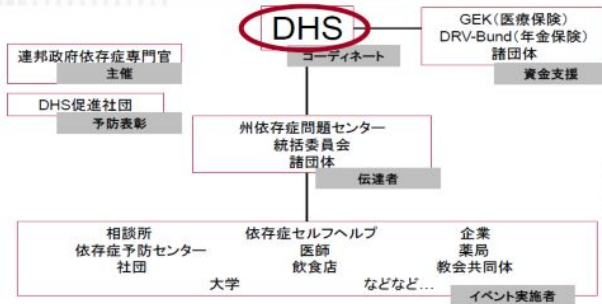 DHS
コーディネート
GEK(医療保険)
DRV-Bund(年金保険)
諸団体
資金支援
連邦政府依存症専門官
主催
DHS促進社団
予防表彰
州依存症問題センター
統括委員会
諸団体
伝達者
相談所 依存症セルフヘルプ 企業
依存症予防センター 医師 薬局
社団 飲食店 教会共同体
大学 などなど…
イベント実施者